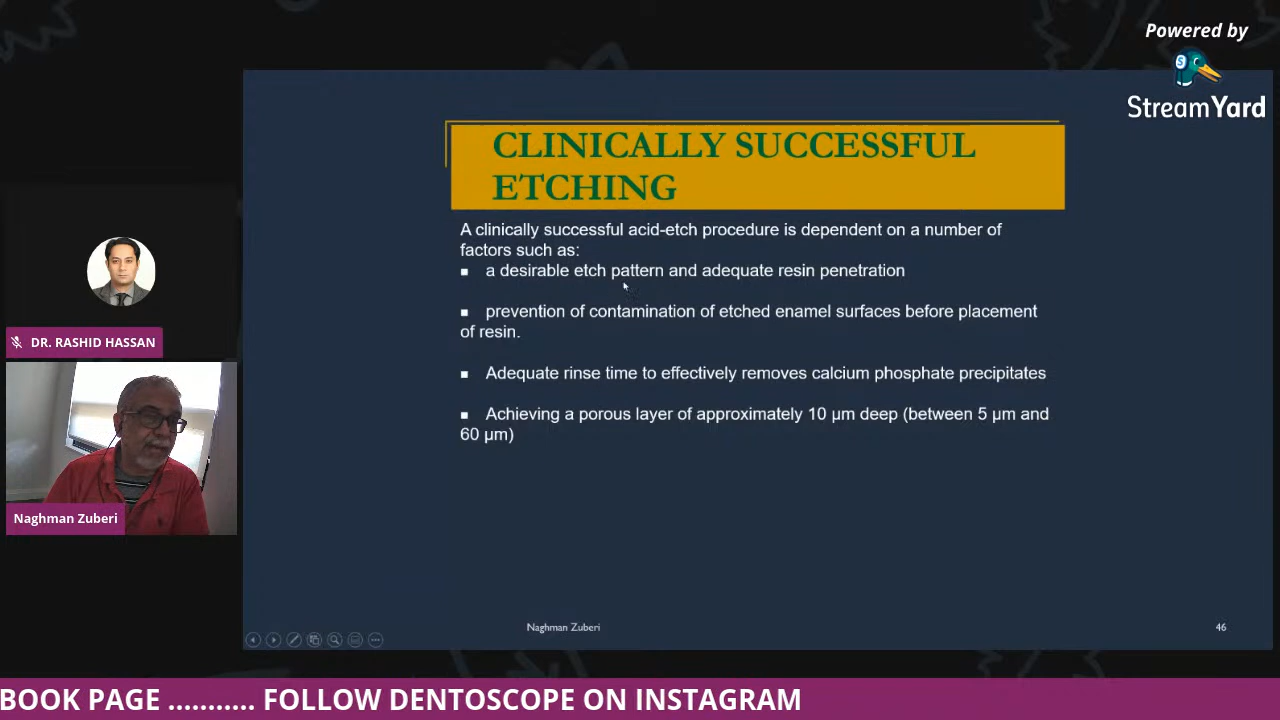 Powered by
StreamYard
CLINICALLY SUCCESSFUL
ETCHING
A clinically successful acid-etch procedure is dependent on a number of
factors such as:
▪ a desirable etch pattern and adequate resin penetration
▪ prevention of contamination of etched enamel surfaces before placement
of resin.
▪ Adequate rinse time to effectively removes calcium phosphate precipitates
▪ Achieving a porous layer of approximately 10 µm deep (between 5 µm and
60 µm)
DR. RASHID HASSAN
Naghman Zuberi
Naghman Zuberi
46
BOOK PAGE ........... FOLLOW DENTOSCOPE ON INSTAGRAM